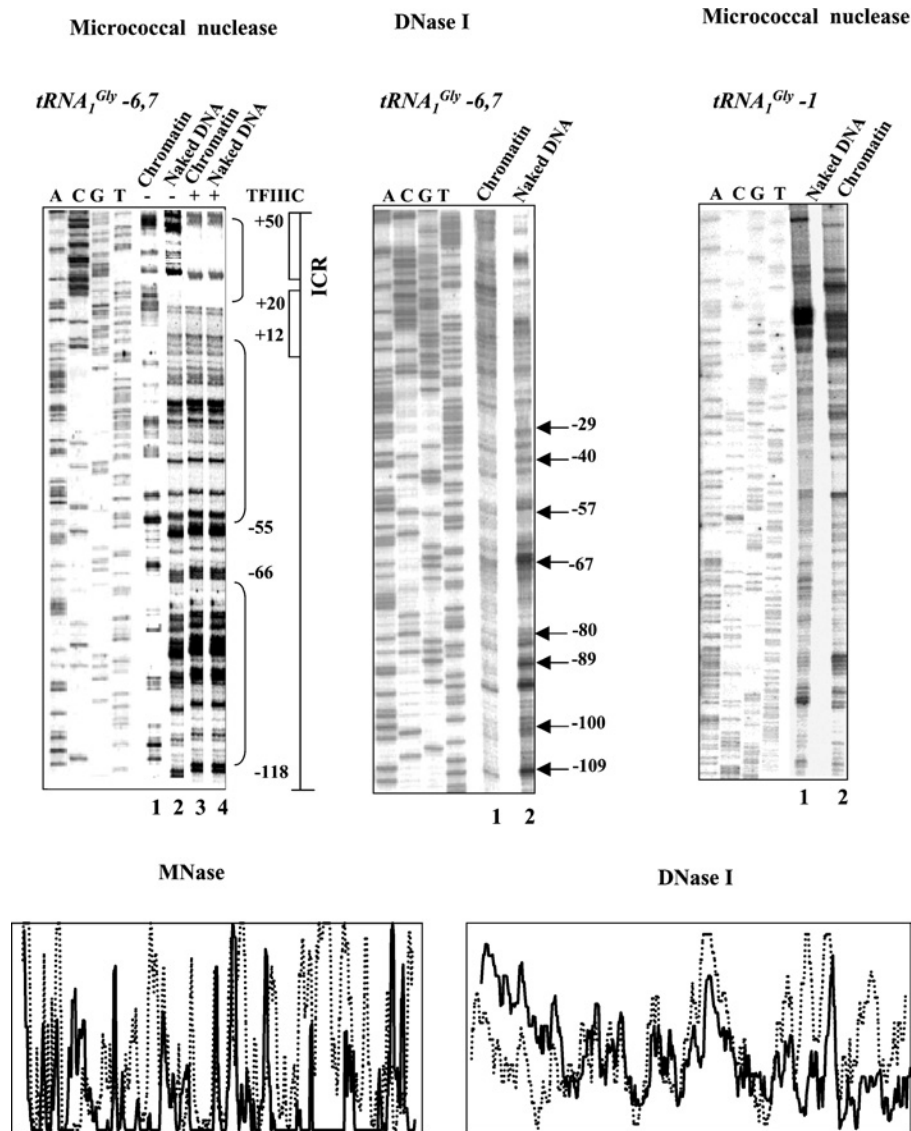 Micrococcal nuclease
DNase I
Micrococcal nuclease
tRNA1Gly -6,7
Chromatin
Naked DNA
Chromatin
Naked DNA
A C G T - - + + TFIIIC
+50
+20
+12
-55
-66
-118
ICR
1 2 3 4
tRNA1Gly -6,7
Chromatin
Naked DNA
A C G T
-29
-40
-57
-67
-80
-89
-100
-109
1 2
tRNA1Gly -1
Naked DNA
Chromatin
A C G T
1 2
MNase
DNase I